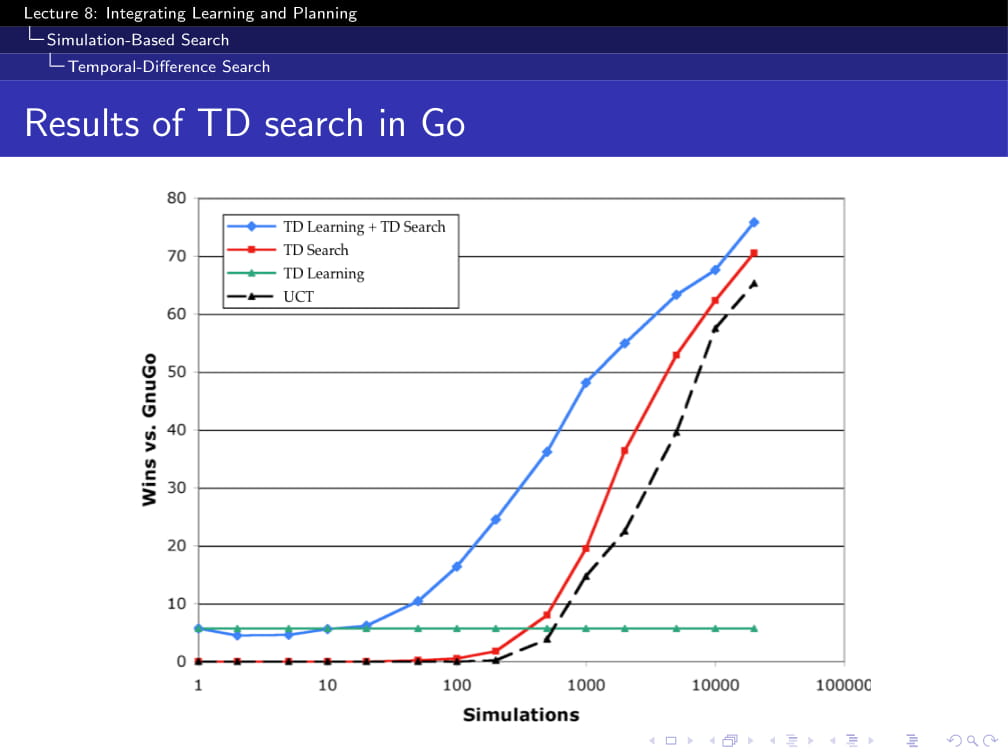 Lecture 8: Integrating Learning and Planning
Simulation-Based Search
Temporal-Difference Search
Results of TD search in Go
80
70
60
50
40
30
20
10
0
Wins vs. GnuGo
TD Learning + TD Search
TD Search
TD Learning
UCT
1 10 100 1000 10000 100000
Simulations